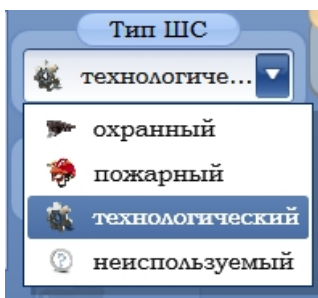 Тип ШС
технологиче...
охранный
пожарный
технологический
неиспользуемый